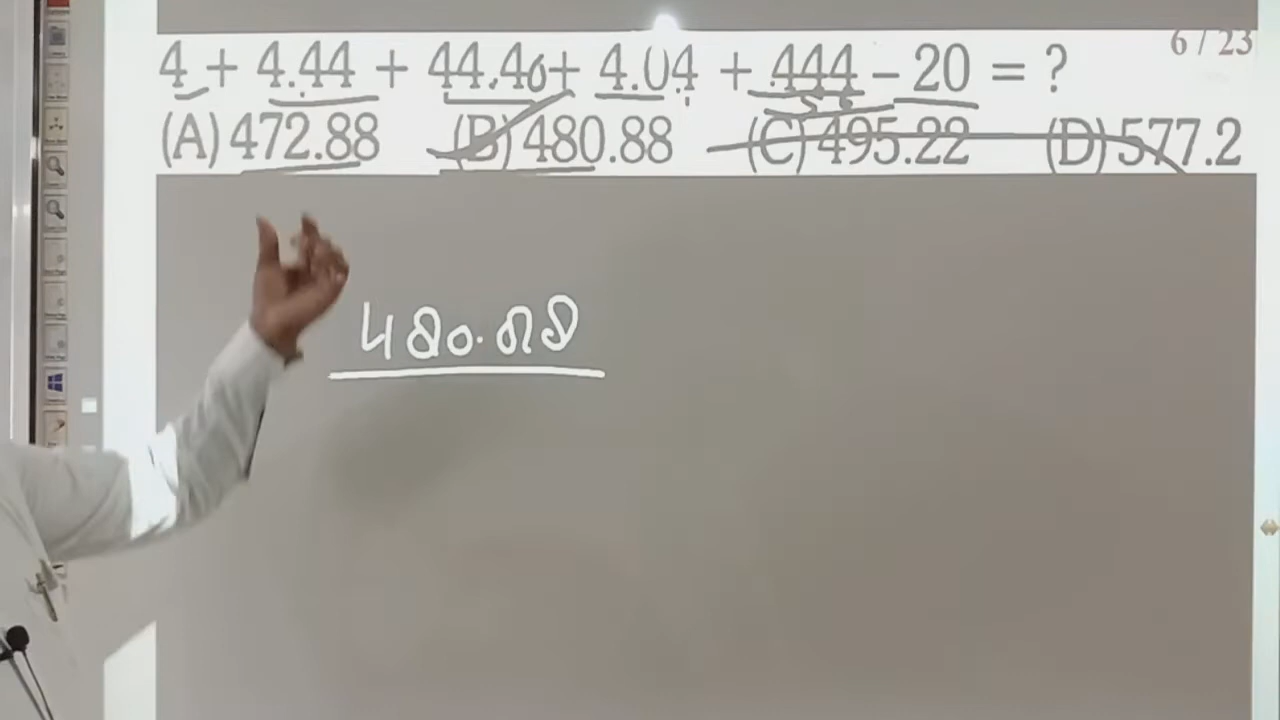 6 / 23
4 + 4.44 + 44.40+ 4.04 + 444 - 20 = ?
(A) 472.88 (B) 480.88 (C) 495.22 (D) 577.2
480.88